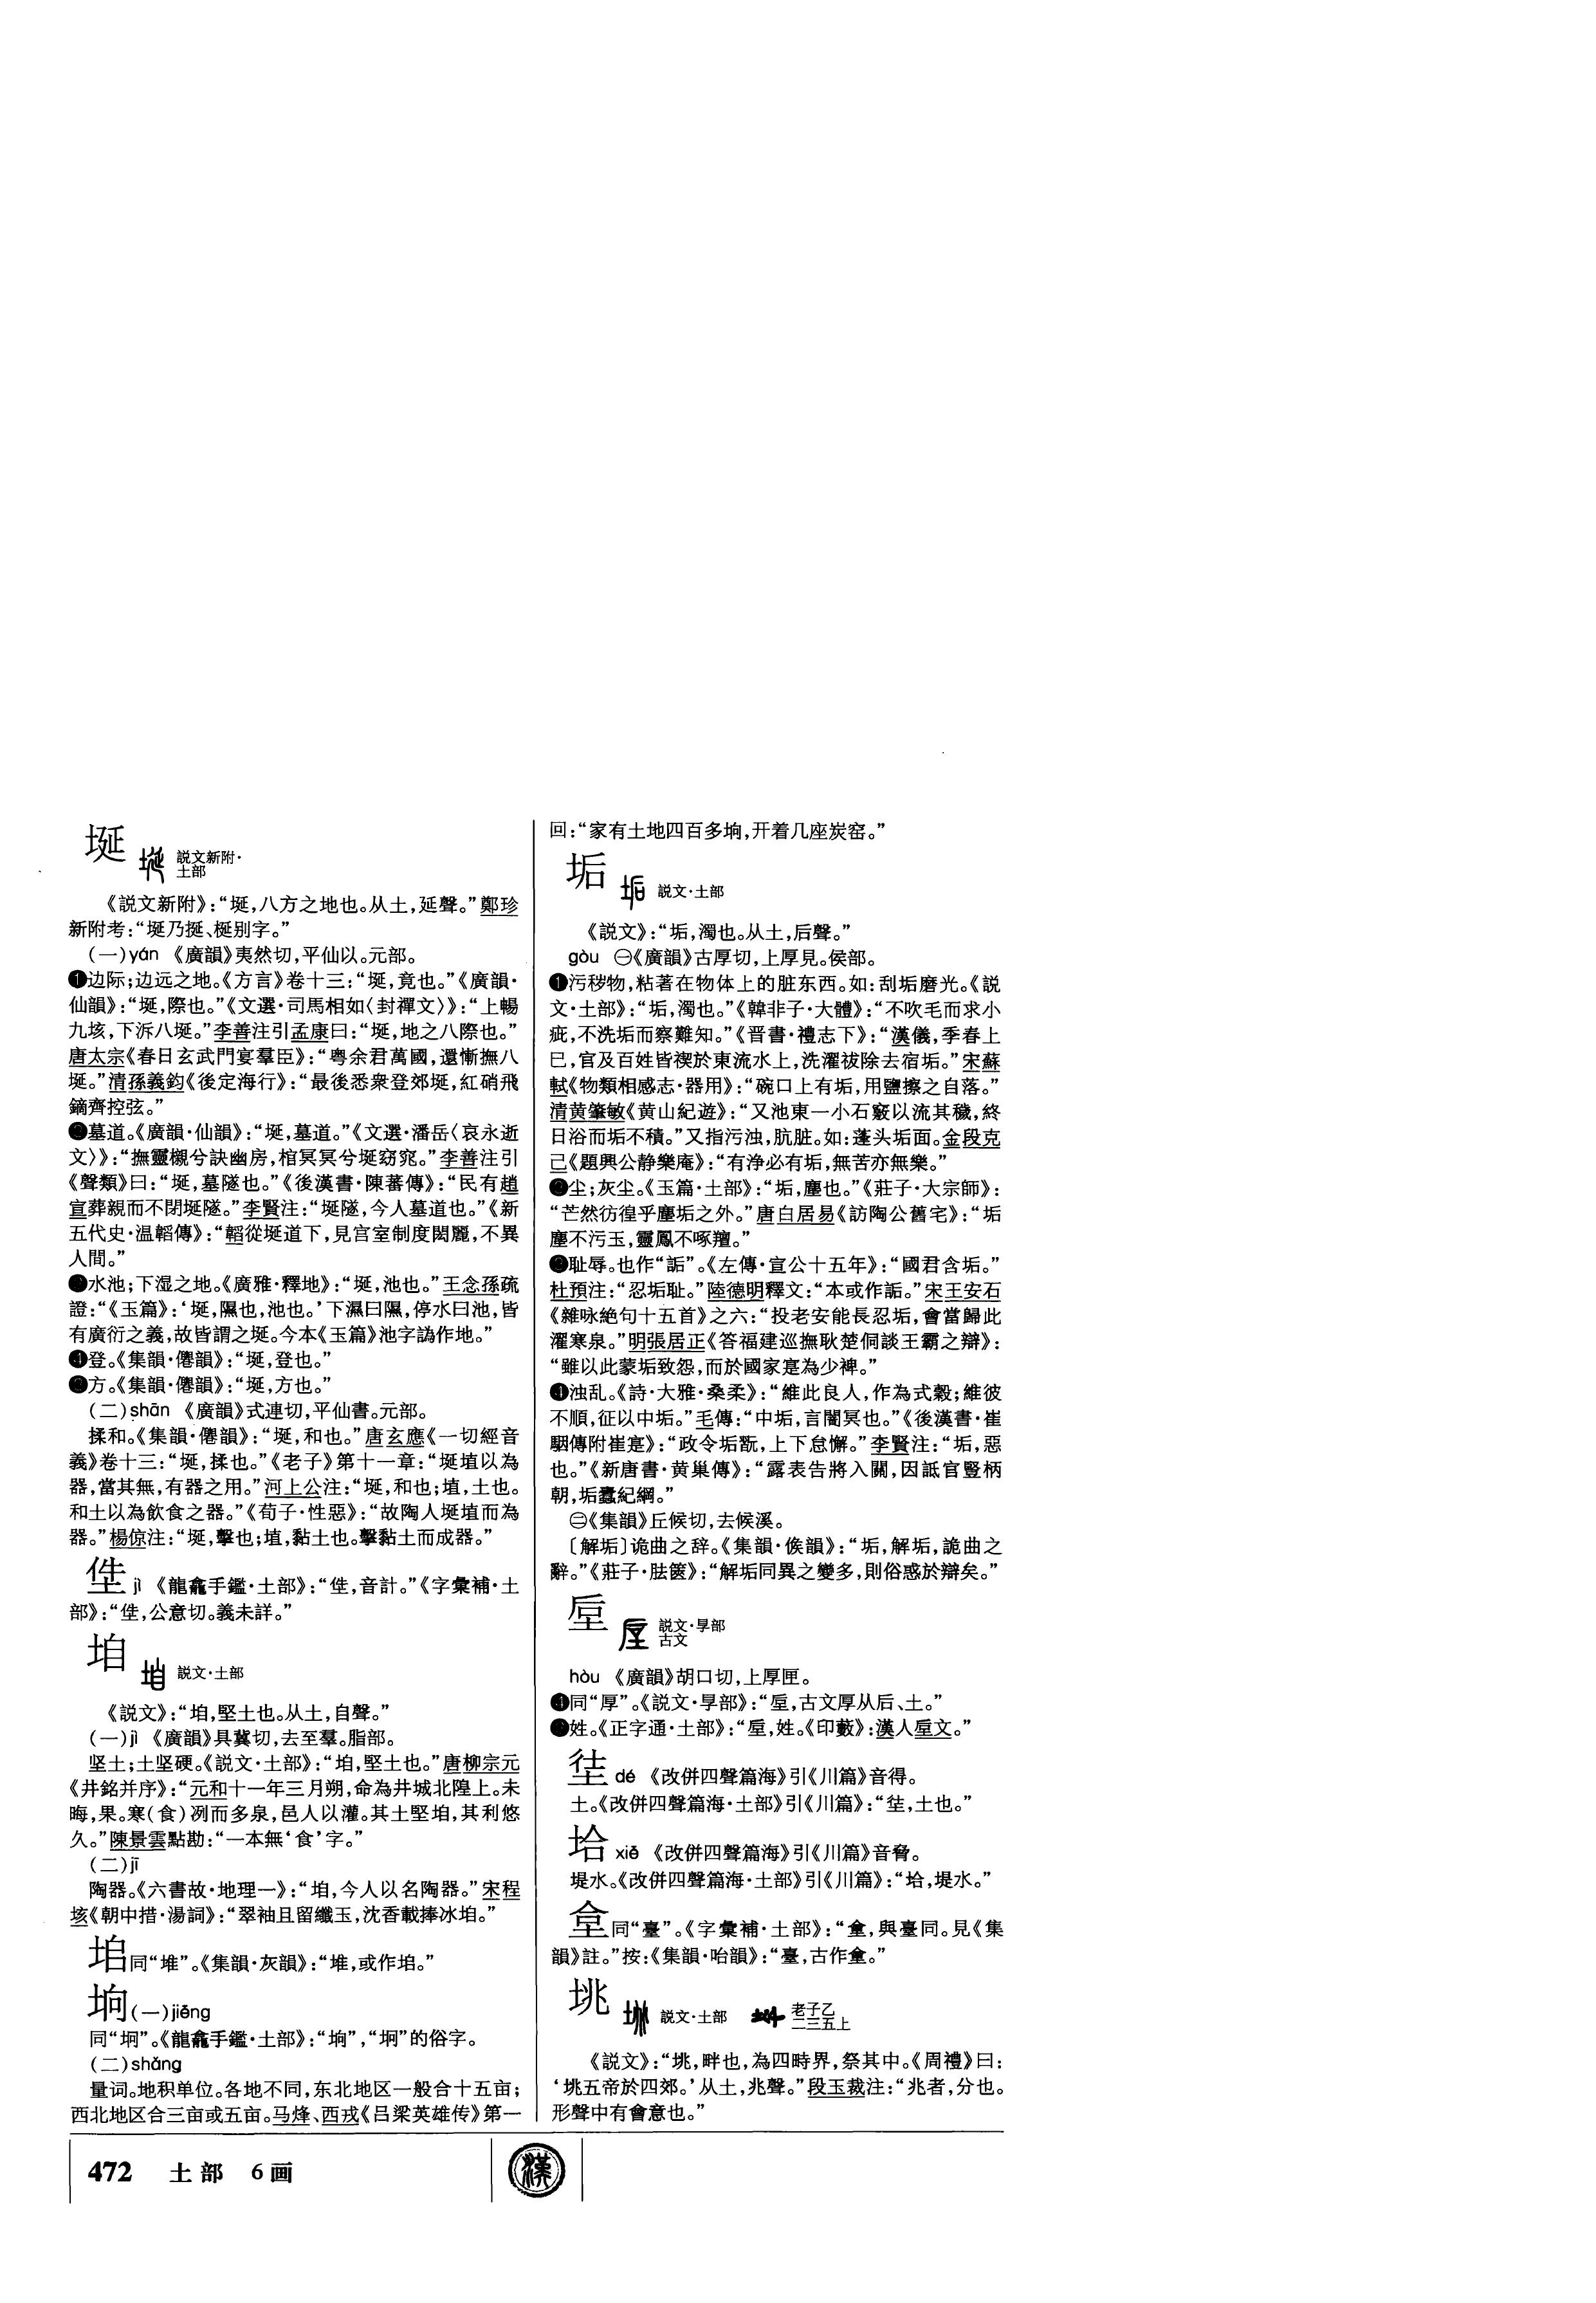 埏 説文新附·
土部
《説文新附》：“埏，八方之地也。从土，延聲。”鄭珍
新附考：“埏乃挻、梴别字。”
（一）yán 《廣韻》夷然切，平仙以。元部。
❶边际；边远之地。《方言》卷十三：“埏，竟也。”《廣韻·
仙韻》：“埏，際也。”《文選·司馬相如〈封禪文〉》：“上暢
九垓，下泝八埏。”李善注引孟康曰：“埏，地之八際也。”
唐太宗《春日玄武門宴羣臣》：“粤余君萬國，還慚撫八
埏。”清孫義鈞《後定海行》：“最後悉衆登郊埏，紅硝飛
鏑齊控弦。”
❷墓道。《廣韻·仙韻》：“埏，墓道。”《文選·潘岳〈哀永逝
文〉》：“撫靈櫬兮訣幽房，棺冥冥兮埏窈窕。”李善注引
《聲類》曰：“埏，墓隧也。”《後漢書·陳蕃傳》：“民有趙
宣葬親而不閉埏隧。”李賢注：“埏隧，今人墓道也。”《新
五代史·温韜傳》：“韜從埏道下，見宫室制度閎麗，不異
人間。”
❸水池；下湿之地。《廣雅·釋地》：“埏，池也。”王念孫疏
證：“《玉篇》：‘埏，隰也，池也。’下濕曰隰，停水曰池，皆
有廣衍之義，故皆謂之埏。今本《玉篇》池字譌作地。”
❹登。《集韻·僊韻》：“埏，登也。”
❺方。《集韻·僊韻》：“埏，方也。”
（二）shān 《廣韻》式連切，平仙書。元部。
揉和。《集韻·僊韻》：“埏，和也。”唐玄應《一切經音
義》卷十三：“埏，揉也。”《老子》第十一章：“埏埴以為
器，當其無，有器之用。”河上公注：“埏，和也；埴，土也。
和土以為飲食之器。”《荀子·性惡》：“故陶人埏埴而為
器。”楊倞注：“埏，擊也；埴，黏土也。擊黏土而成器。”
jì 《龍龕手鑑·土部》：“，音計。”《字彙補·土
部》：“，公意切。義未詳。”
垍 説文·土部
《説文》：“垍，堅土也。从土，自聲。”
（一）jì 《廣韻》具冀切，去至羣。脂部。
坚土；土坚硬。《説文·土部》：“垍，堅土也。”唐柳宗元
《井銘并序》：“元和十一年三月朔，命為井城北隍上。未
晦，果。寒（食）冽而多泉，邑人以灌。其土堅垍，其利悠
久。”陳景雲點勘：“一本無‘食’字。”
（二）jī
陶器。《六書故·地理一》：“垍，今人以名陶器。”宋程
垓《朝中措·湯詞》：“翠袖且留纖玉，沈香載捧冰垍。”
同“堆”。《集韻·灰韻》：“堆，或作。”
垧（一）jiōng
同“坰”。《龍龕手鑑·土部》：“垧”，“坰”的俗字。
（二）shǎng
量词。地积单位。各地不同，东北地区一般合十五亩；
西北地区合三亩或五亩。马烽、西戎《吕梁英雄传》第一
回：“家有土地四百多垧，开着几座炭窑。”
垢 説文·土部
《説文》：“垢，濁也。从土，后聲。”
gòu ㊀《廣韻》古厚切，上厚見。侯部。
❶污秽物，粘著在物体上的脏东西。如：刮垢磨光。《説
文·土部》：“垢，濁也。”《韓非子·大體》：“不吹毛而求小
疵，不洗垢而察難知。”《晋書·禮志下》：“漢儀，季春上
巳，官及百姓皆禊於東流水上，洗濯祓除去宿垢。”宋蘇
軾《物類相感志·器用》：“碗口上有垢，用鹽擦之自落。”
清黄肇敏《黄山紀遊》：“又池東一小石竅以流其穢，終
日浴而垢不積。”又指污浊，肮脏。如：蓬头垢面。金段克
己《題興公静樂庵》：“有浄必有垢，無苦亦無樂。”
❷尘；灰尘。《玉篇·土部》：“垢，塵也。”《莊子·大宗師》：
“芒然彷徨乎塵垢之外。”唐白居易《訪陶公舊宅》：“垢
塵不污玉，靈鳳不啄羶。”
❸耻辱。也作“詬”。《左傳·宣公十五年》：“國君含垢。”
杜預注：“忍垢耻。”陸德明釋文：“本或作詬。”宋王安石
《雜咏絶句十五首》之六：“投老安能長忍垢，會當歸此
濯寒泉。”明張居正《答福建巡撫耿楚侗談王霸之辯》：
“雖以此蒙垢致怨，而於國家寔為少裨。”
❹浊乱。《詩·大雅·桑柔》：“維此良人，作為式穀；維彼
不順，征以中垢。”毛傳：“中垢，言闇冥也。”《後漢書·崔
駰傳附崔寔》：“政令垢翫，上下怠懈。”李賢注：“垢，惡
也。”《新唐書·黄巢傳》：“露表告將入關，因詆官豎柄
朝，垢蠹紀綱。”
㊁《集韻》丘候切，去候溪。
〔解垢〕诡曲之辞。《集韻·侯韻》：“垢，解垢，詭曲之
辭。”《莊子·胠篋》：“解垢同異之變多，則俗惑於辯矣。”
垕 説文·㫗部
古文
hòu 《廣韻》胡口切，上厚匣。
❶同“厚”。《説文·㫗部》：“垕，古文厚从后、土。”
❷姓。《正字通·土部》：“垕，姓。《印藪》：漢人垕文。”
dé 《改併四聲篇海》引《川篇》音得。
土。《改併四聲篇海·土部》引《川篇》：“，土也。”
垥 xié 《改併四聲篇海》引《川篇》音脅。
堤水。《改併四聲篇海·土部》引《川篇》：“垥，堤水。”
同“臺”。《字彙補·土部》：“，與臺同。見《集
韻》註。”按：《集韻·咍韻》：“臺，古作。”
垗 説文·土部 老子乙
二三五上
《説文》：“垗，畔也，為四畤界，祭其中。《周禮》曰：
‘垗五帝於四郊。’从土，兆聲。”段玉裁注：“兆者，分也。
形聲中有會意也。”
472 土部 6画
漢